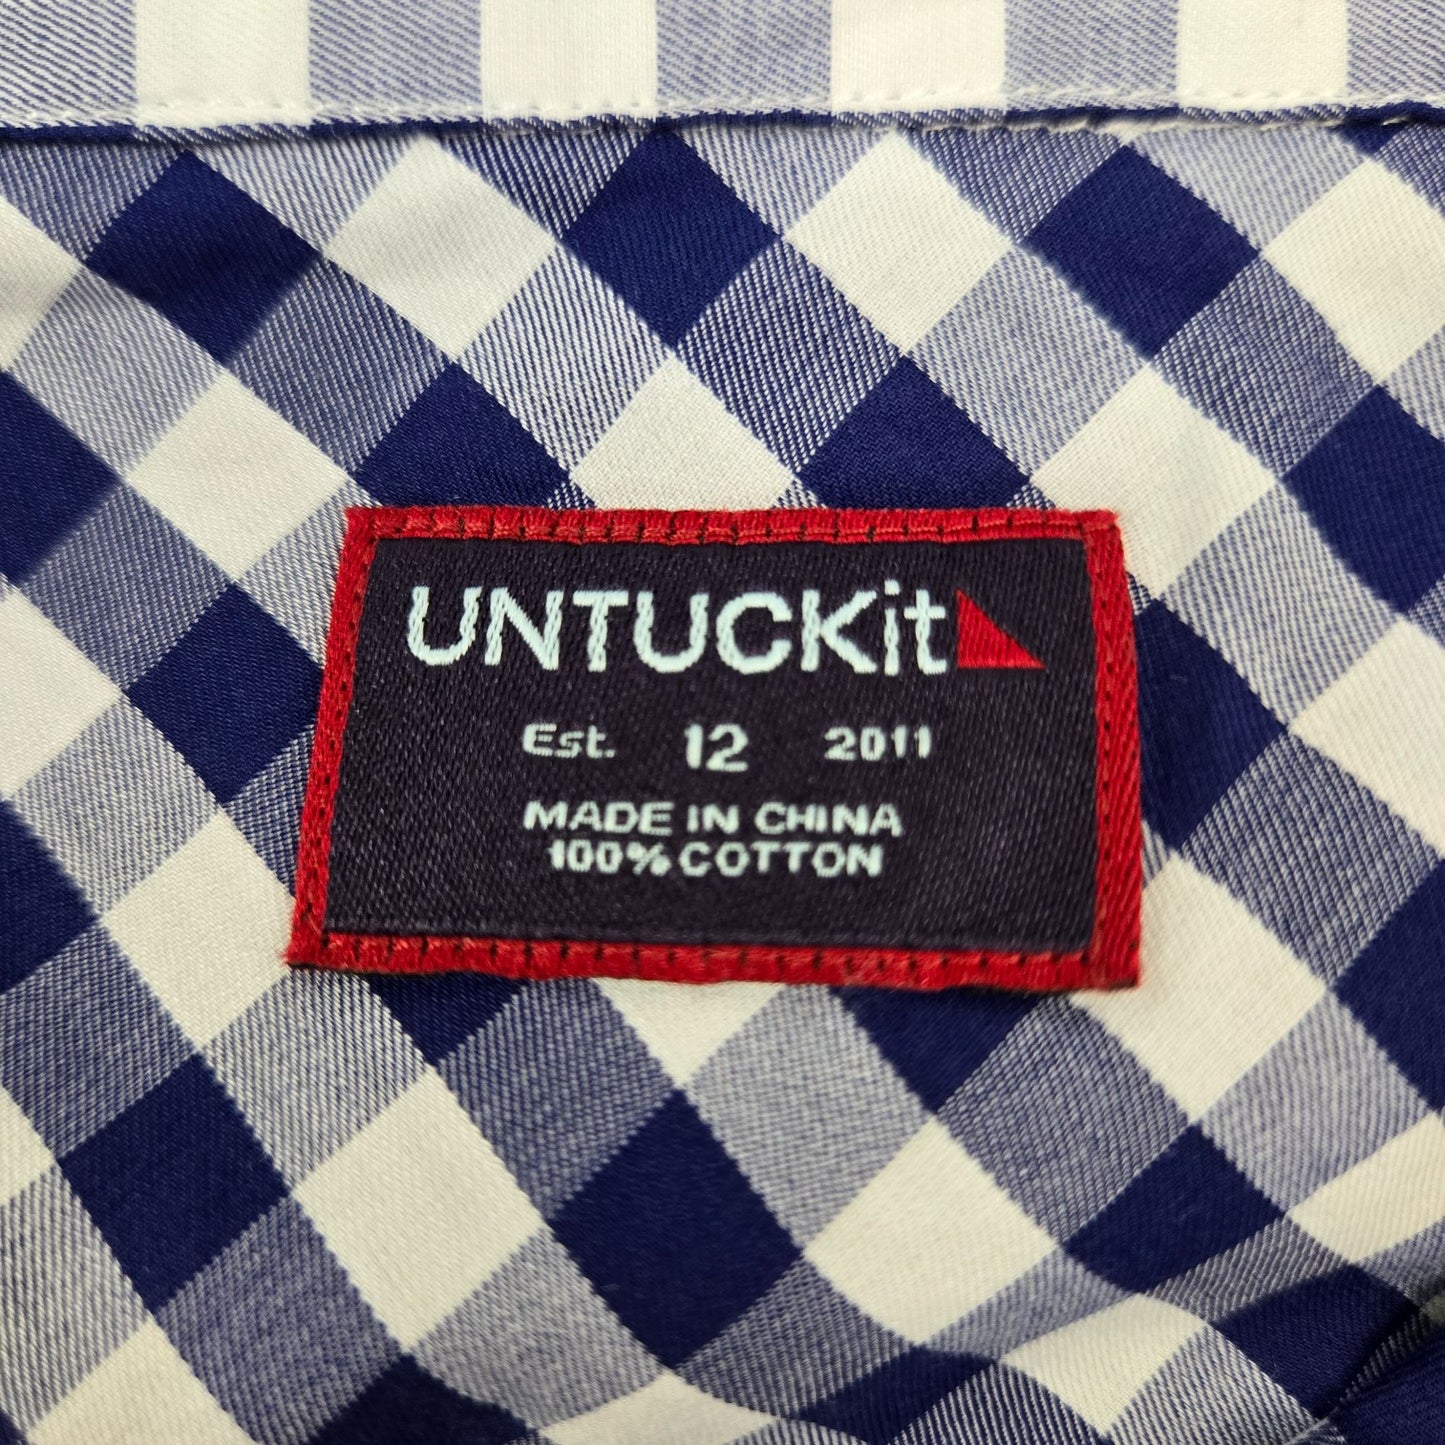 UNTUCKit
Est. 12 2011
MADE IN CHINA
100% COTTON